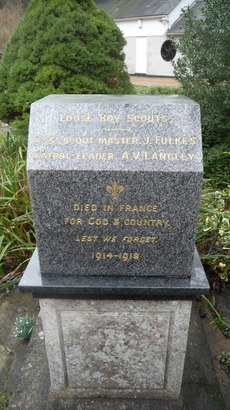 LOOSE BOY SCOUTS
ASST SCOUT MASTER J. FULKES
PATROL LEADER A.V. LANGLEY
DIED IN FRANCE
FOR GOD & COUNTRY
LEST WE FORGET
1914-1918